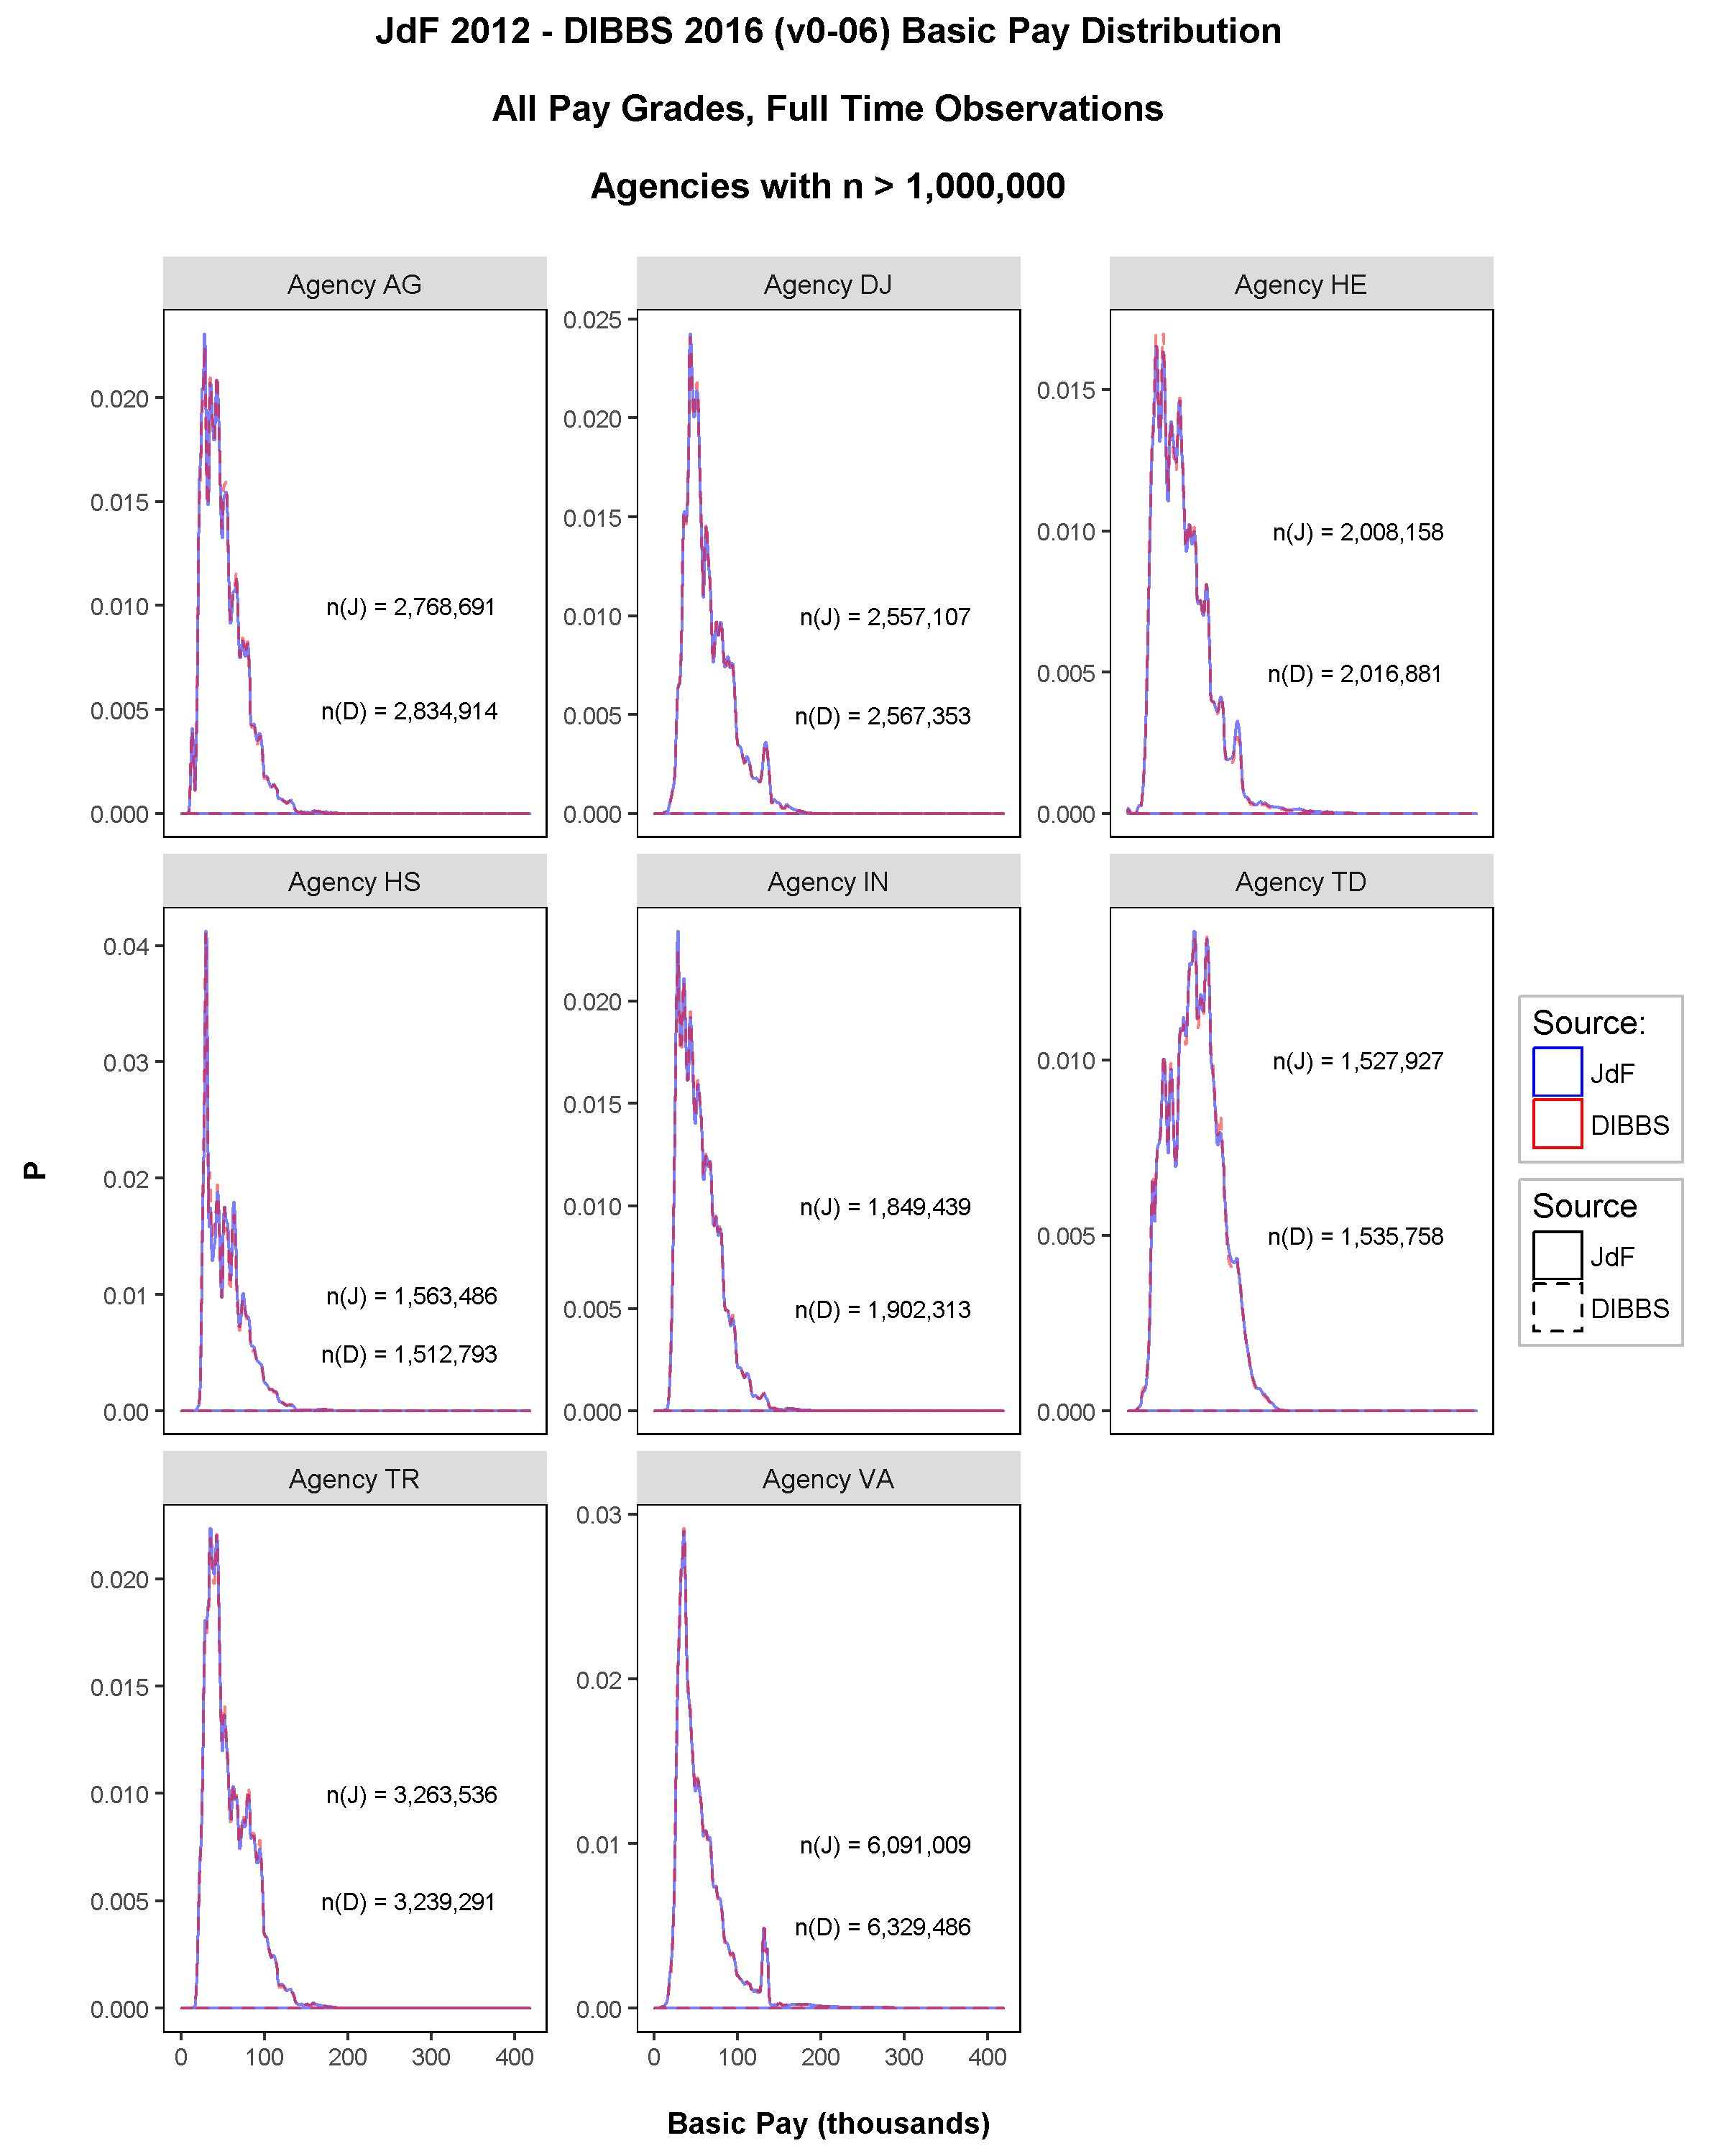 JdF 2012 - DIBBS 2016 (v0-06) Basic Pay Distribution
All Pay Grades, Full Time Observations
Agencies with n > 1,000,000
Agency AG
0.020
0.015
0.010
0.005
0.000
n(J) = 2,768,691
n(D) = 2,834,914
Agency DJ
0.025
0.020
0.015
0.010
0.005
0.000
n(J) = 2,557,107
n(D) = 2,567,353
Agency HE
0.015
0.010
0.005
0.000
n(J) = 2,008,158
n(D) = 2,016,881
Agency HS
0.04
0.03
0.02
0.01
0.00
n(J) = 1,563,486
n(D) = 1,512,793
Agency IN
0.020
0.015
0.010
0.005
0.000
n(J) = 1,849,439
n(D) = 1,902,313
Agency TD
0.010
0.005
0.000
n(J) = 1,527,927
n(D) = 1,535,758
Agency TR
0.020
0.015
0.010
0.005
0.000
n(J) = 3,263,536
n(D) = 3,239,291
0 100 200 300 400
Agency VA
0.03
0.02
0.01
0.00
n(J) = 6,091,009
n(D) = 6,329,486
0 100 200 300 400
P
Basic Pay (thousands)
Source:
JdF
DIBBS
Source
JdF
DIBBS